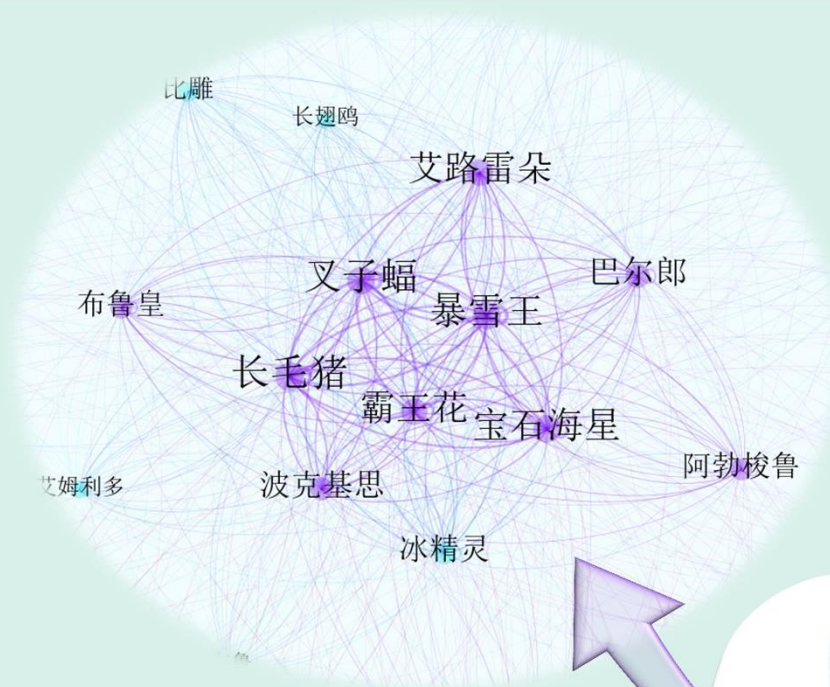 比雕
长翅鸥
艾路雷朵
叉子蝠
巴尔郎
布鲁皇
暴雪王
长毛猪
霸王花
宝石海星
阿勃梭鲁
波克基思
艾姆利多
冰精灵